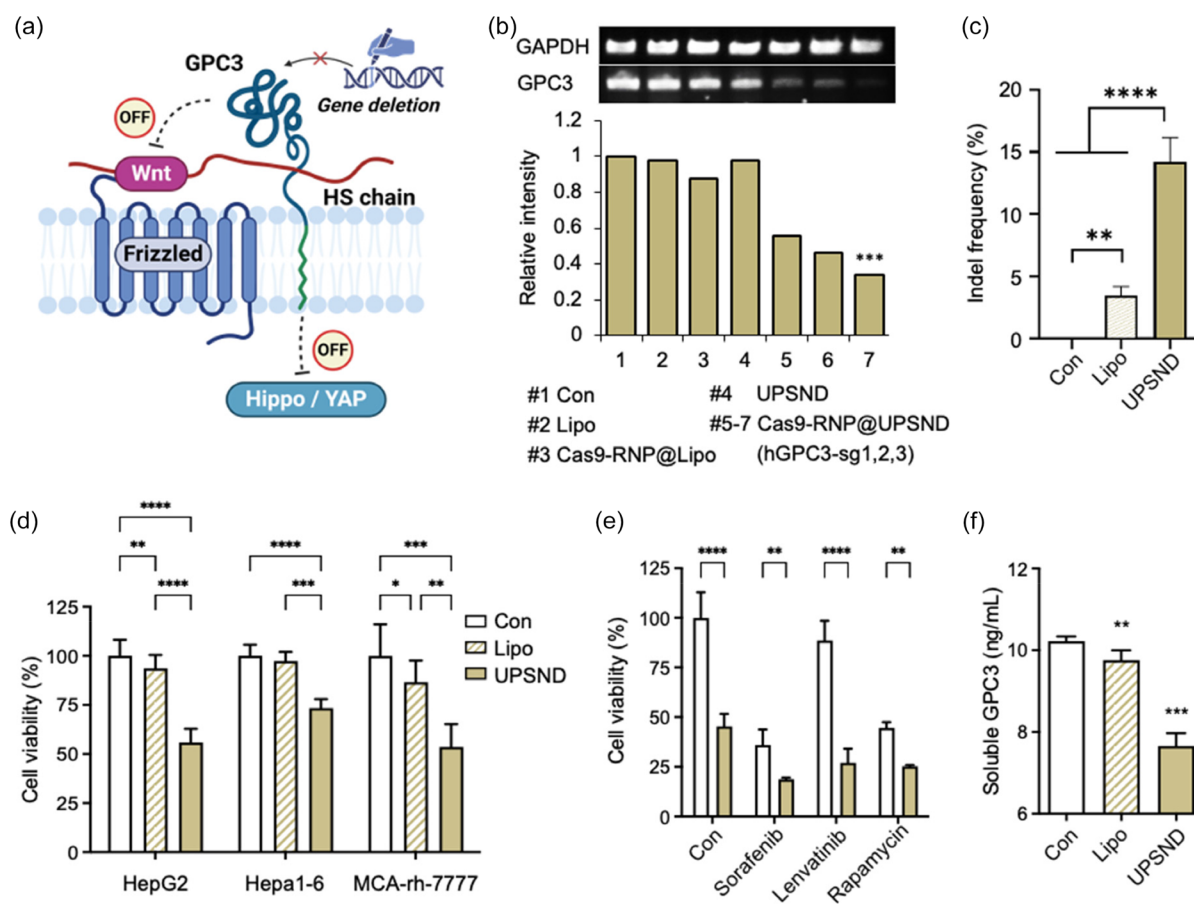 (a)
GPC3
Gene deletion
OFF
Wnt
HS chain
Frizzled
OFF
Hippo / YAP
(b)
GAPDH
GPC3
Relative intensity
1.2
1
0.8
0.6
0.4
0.2
0
***
1 2 3 4 5 6 7
#1 Con #4 UPSND
#2 Lipo #5-7 Cas9-RNP@UPSND
#3 Cas9-RNP@Lipo (hGPC3-sg1,2,3)
(c)
Indel frequency (%)
20
15
10
5
0
****
**
Con Lipo UPSND
(d)
Cell viability (%)
125
100
75
50
25
0
**** **** ***
** * **
**** ***
Con
Lipo
UPSND
HepG2 Hepa1-6 MCA-rh-7777
(e)
Cell viability (%)
125
100
75
50
25
0
**** ** **** **
Con Sorafenib Lenvatinib Rapamycin
(f)
Soluble GPC3 (ng/mL)
12
10
8
6
**
***
Con Lipo UPSND